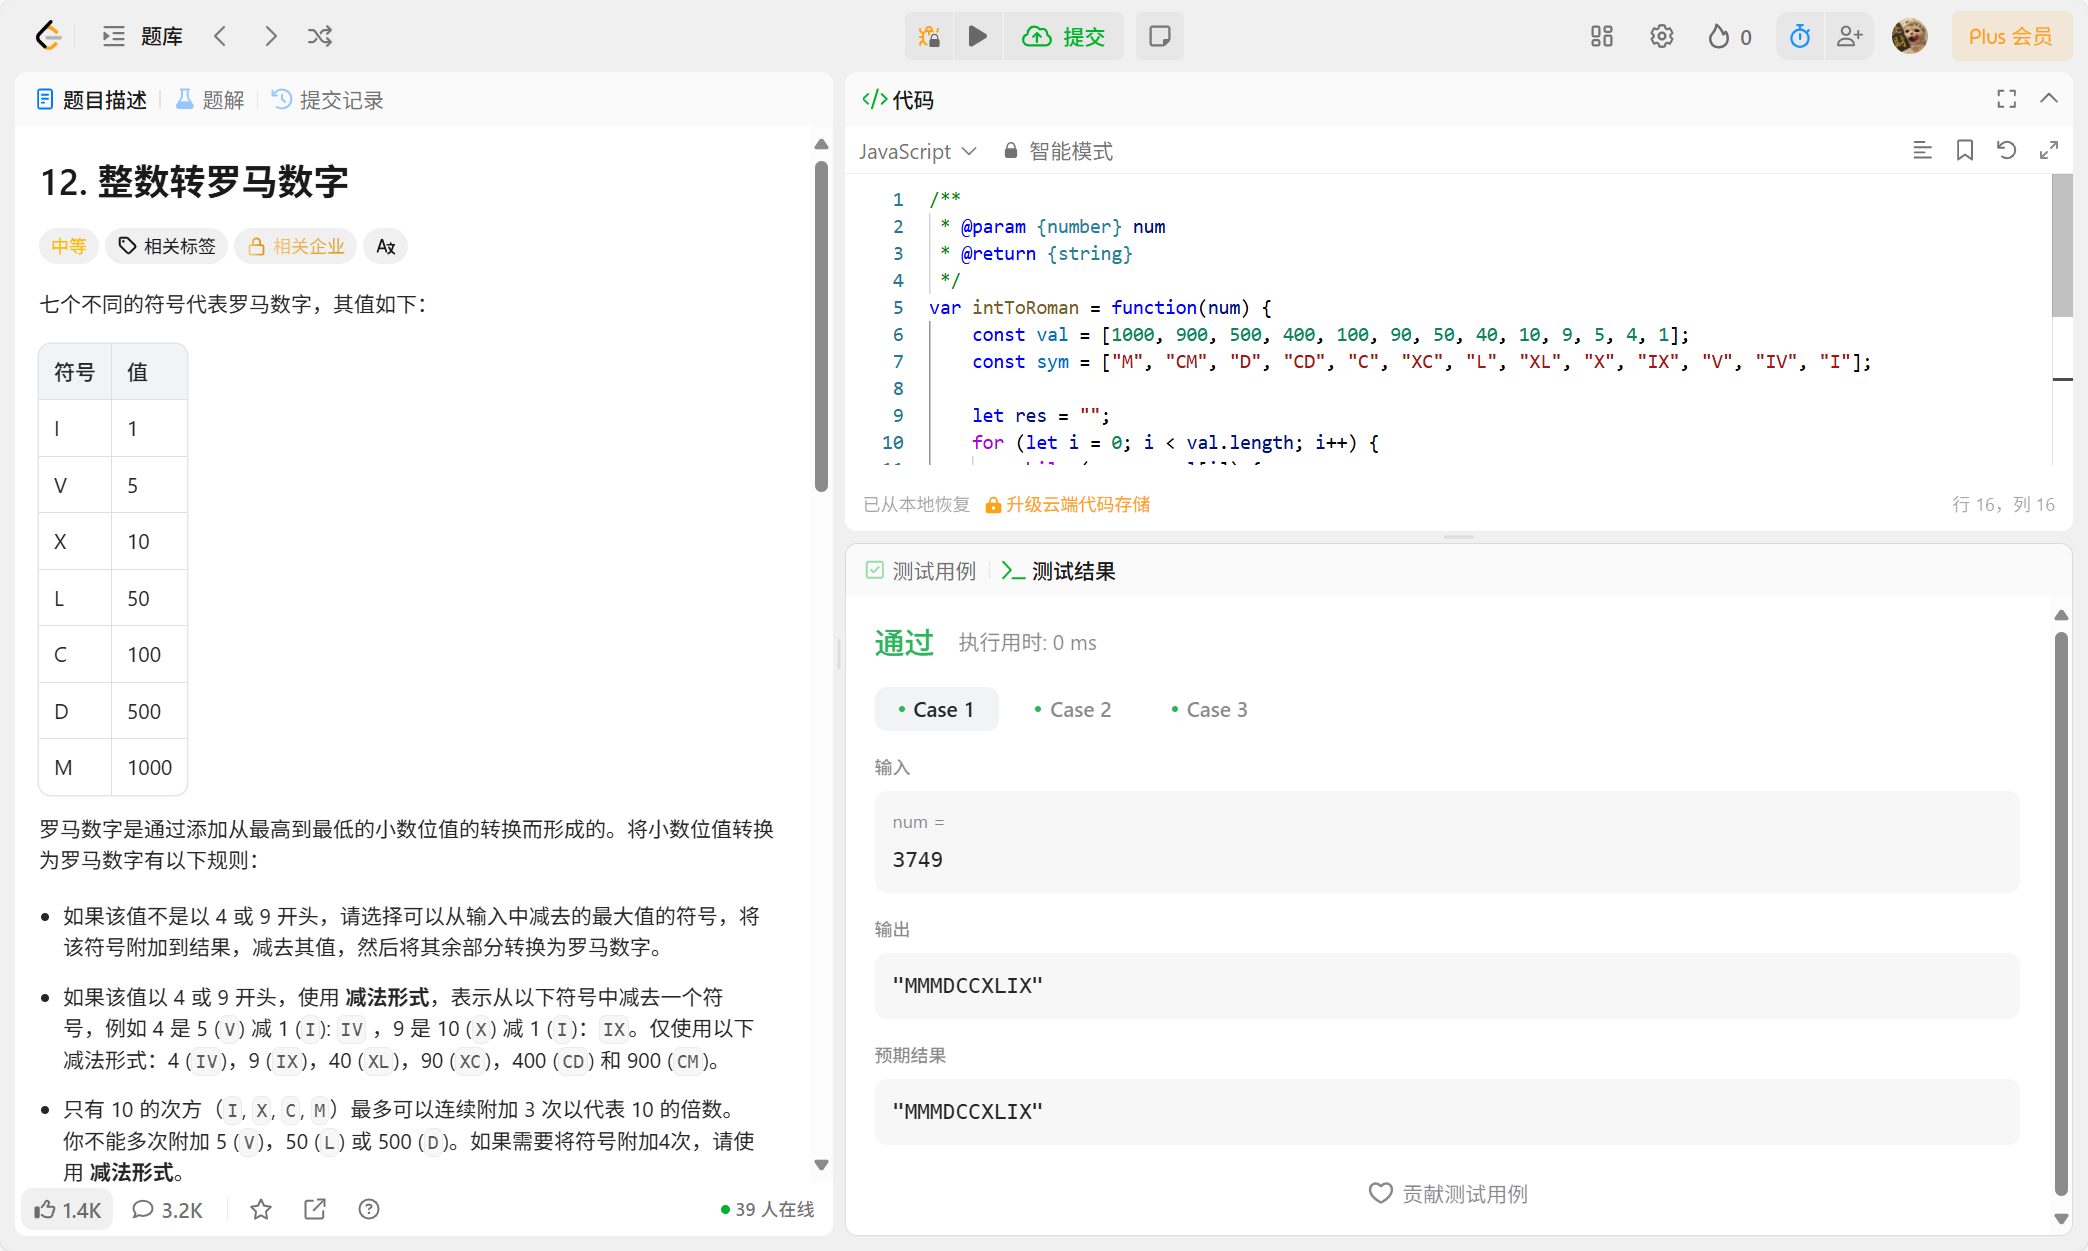 题库
提交
0
Plus 会员
题目描述
题解
提交记录
12. 整数转罗马数字
中等
相关标签
相关企业
七个不同的符号代表罗马数字，其值如下：
符号 值
I 1
V 5
X 10
L 50
C 100
D 500
M 1000
罗马数字是通过添加从最高到最低的小数位值的转换而形成的。将小数位值转换
为罗马数字有以下规则：
如果该值不是以 4 或 9 开头，请选择可以从输入中减去的最大值的符号，将
该符号附加到结果，减去其值，然后将其余部分转换为罗马数字。
如果该值以 4 或 9 开头，使用 减法形式，表示从以下符号中减去一个符
号，例如 4 是 5 (V) 减 1 (I): IV ，9 是 10 (X) 减 1 (I)：IX。仅使用以下
减法形式：4 (IV)，9 (IX)，40 (XL)，90 (XC)，400 (CD) 和 900 (CM)。
只有 10 的次方（I, X, C, M）最多可以连续附加 3 次以代表 10 的倍数。
你不能多次附加 5 (V)，50 (L) 或 500 (D)。如果需要将符号附加4次，请使
用 减法形式。
1.4K
3.2K
39 人在线
</>代码
JavaScript
智能模式
1 /**
2 * @param {number} num
3 * @return {string}
4 */
5 var intToRoman = function(num) {
6 const val = [1000, 900, 500, 400, 100, 90, 50, 40, 10, 9, 5, 4, 1];
7 const sym = ["M", "CM", "D", "CD", "C", "XC", "L", "XL", "X", "IX", "V", "IV", "I"];
8
9 let res = "";
10 for (let i = 0; i < val.length; i++) {
已从本地恢复
升级云端代码存储
行 16，列 16
测试用例
测试结果
通过
执行用时: 0 ms
Case 1
Case 2
Case 3
输入
num =
3749
输出
"MMMDCCXLIX"
预期结果
"MMMDCCXLIX"
贡献测试用例